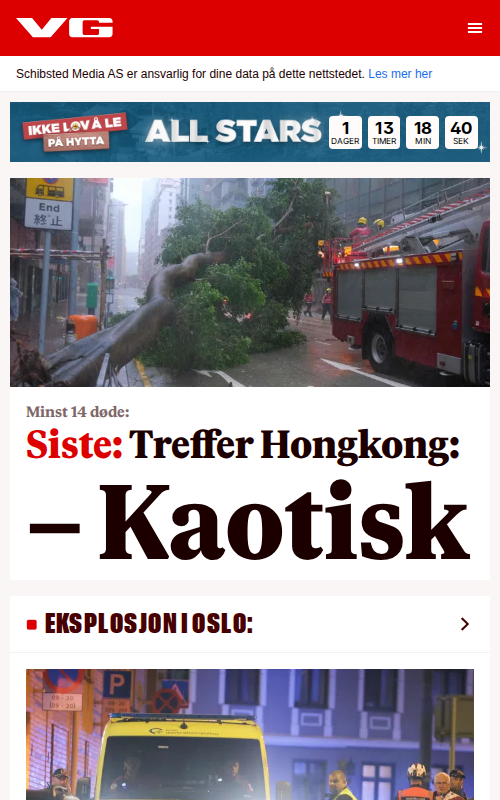 VG
Schibsted Media AS er ansvarlig for dine data på dette nettstedet. Les mer her
IKKE LOV Å LE
PÅ HYTTA
ALL STARS
1 13 18 40
DAGER TIMER MIN SEK
End
終止
Minst 14 døde:
Siste: Treffer Hongkong:
– Kaotisk
EKSPLOSJON I OSLO:
P